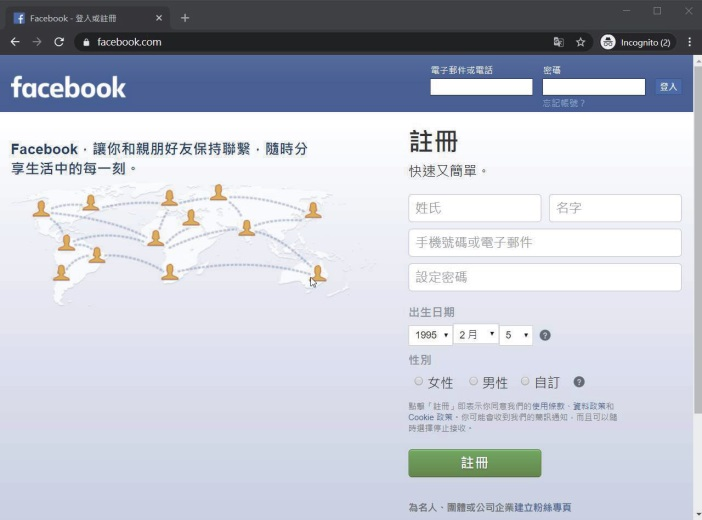 Facebook - 登入或註冊
facebook.com
Incognito (2)
facebook
電子郵件或電話
密碼
登入
忘記帳號？
Facebook，讓你和親朋好友保持聯繫，隨時分
享生活中的每一刻。
註冊
快速又簡單。
姓氏 名字
手機號碼或電子郵件
設定密碼
出生日期
1995 2月 5
性別
女性 男性 自訂
點擊「註冊」即表示你同意我們的使用條款、資料政策和
Cookie 政策。你可能會收到我們的簡訊通知，而且可以隨
時選擇停止接收。
註冊
為名人、團體或公司企業建立粉絲專頁